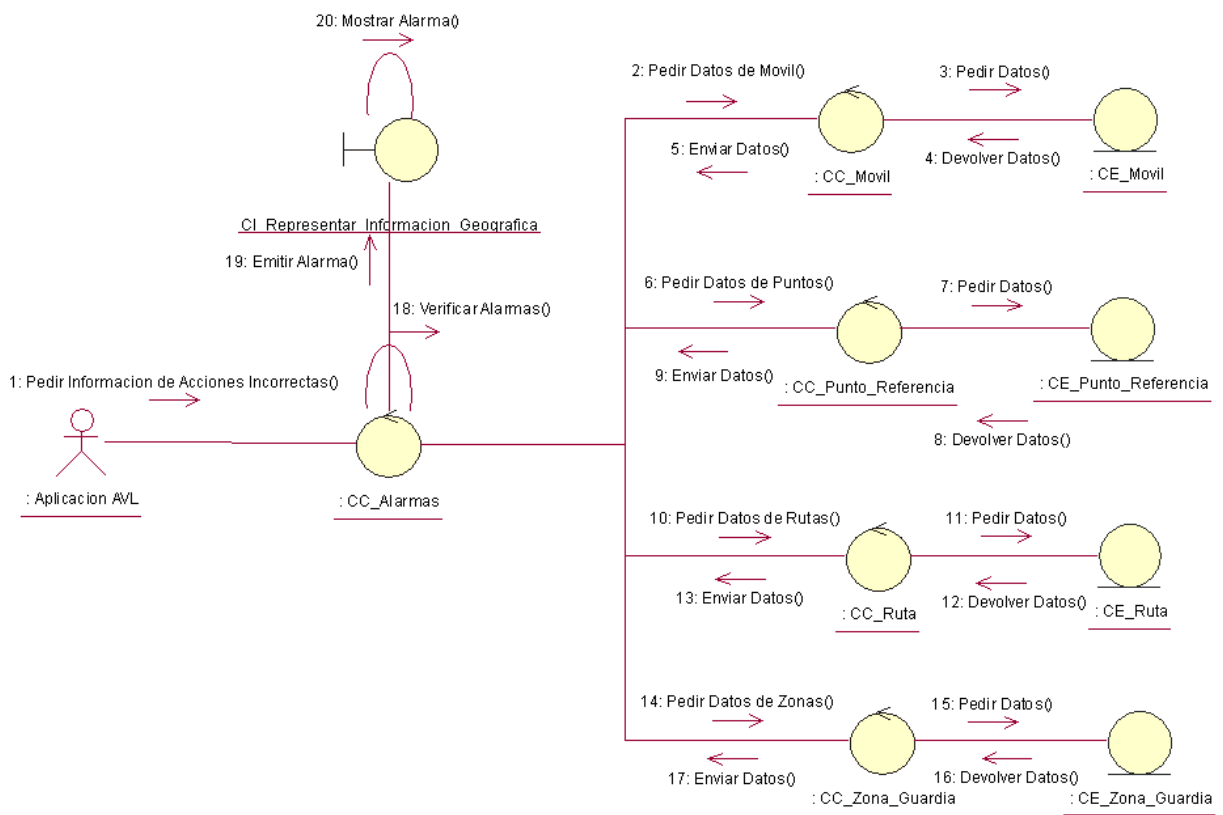 20: Mostrar Alarma()
2: Pedir Datos de Movil()
3: Pedir Datos()
5: Enviar Datos()
4: Devolver Datos()
: CC_Movil
: CE_Movil
CI_Representar_Informacion_Geografica
19: Emitir Alarma()
6: Pedir Datos de Puntos()
7: Pedir Datos()
18: Verificar Alarmas()
9: Enviar Datos()
: CC_Punto_Referencia
: CE_Punto_Referencia
1: Pedir Informacion de Acciones Incorrectas()
8: Devolver Datos()
: Aplicacion AVL
: CC_Alarmas
10: Pedir Datos de Rutas()
11: Pedir Datos()
13: Enviar Datos()
12: Devolver Datos()
: CC_Ruta
: CE_Ruta
14: Pedir Datos de Zonas()
15: Pedir Datos()
17: Enviar Datos()
16: Devolver Datos()
: CC_Zona_Guardia
: CE_Zona_Guardia